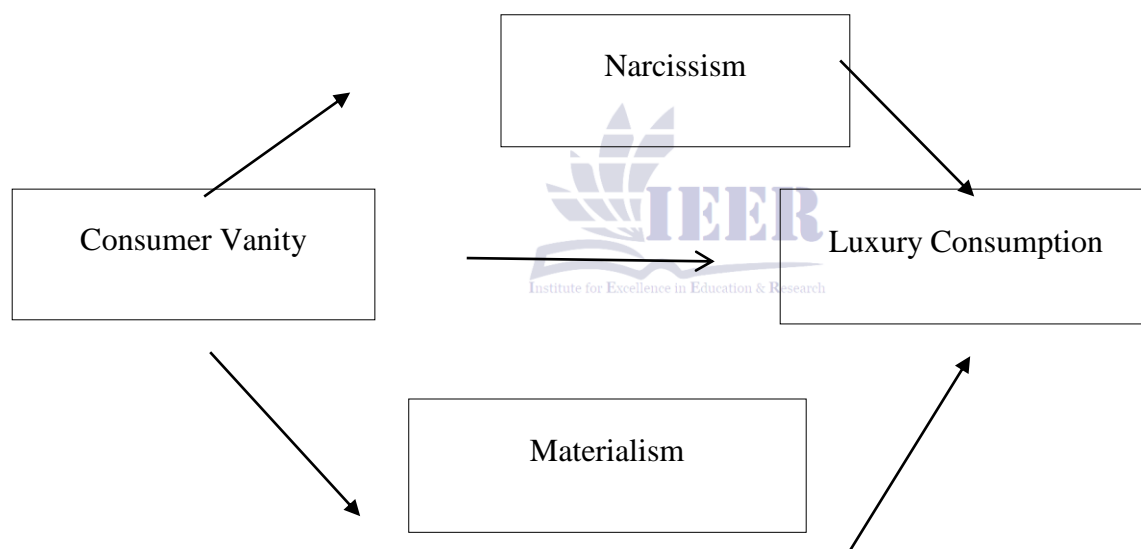 Narcissism
Consumer Vanity
Luxury Consumption
IEER
Institute for Excellence in Education & Research
Materialism